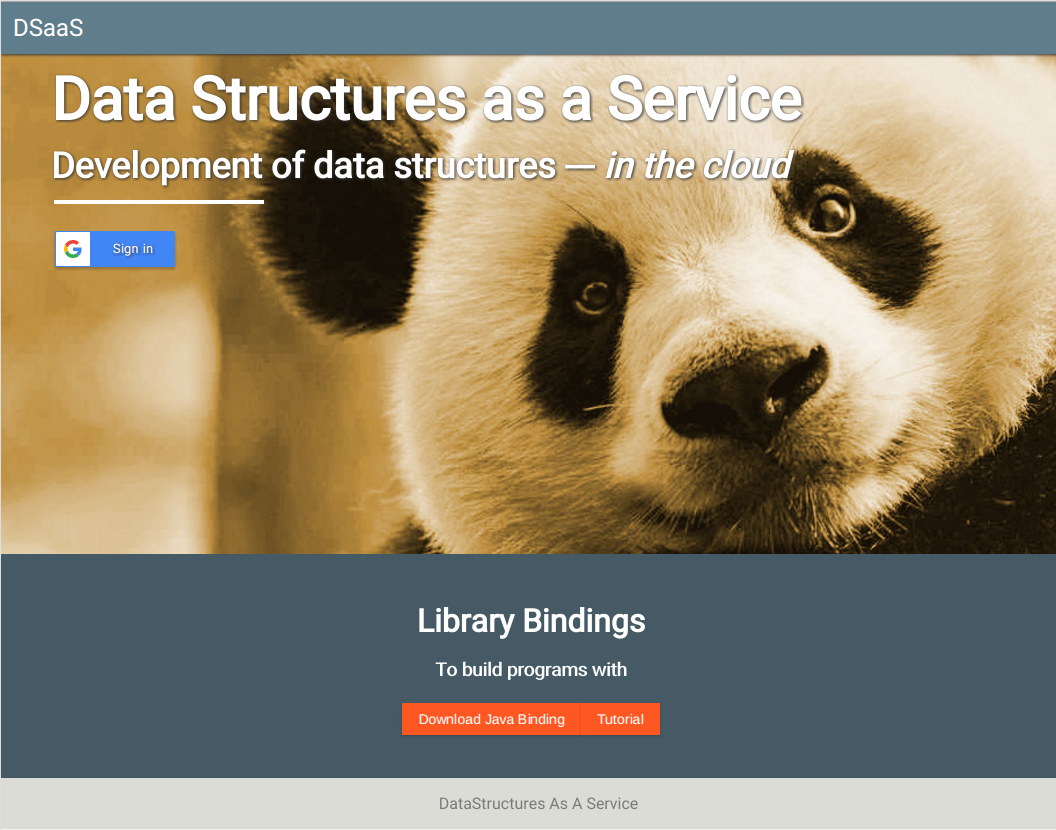 DSaaS
Data Structures as a Service
Development of data structures — in the cloud
Sign in
Library Bindings
To build programs with
Download Java Binding Tutorial
DataStructures As A Service